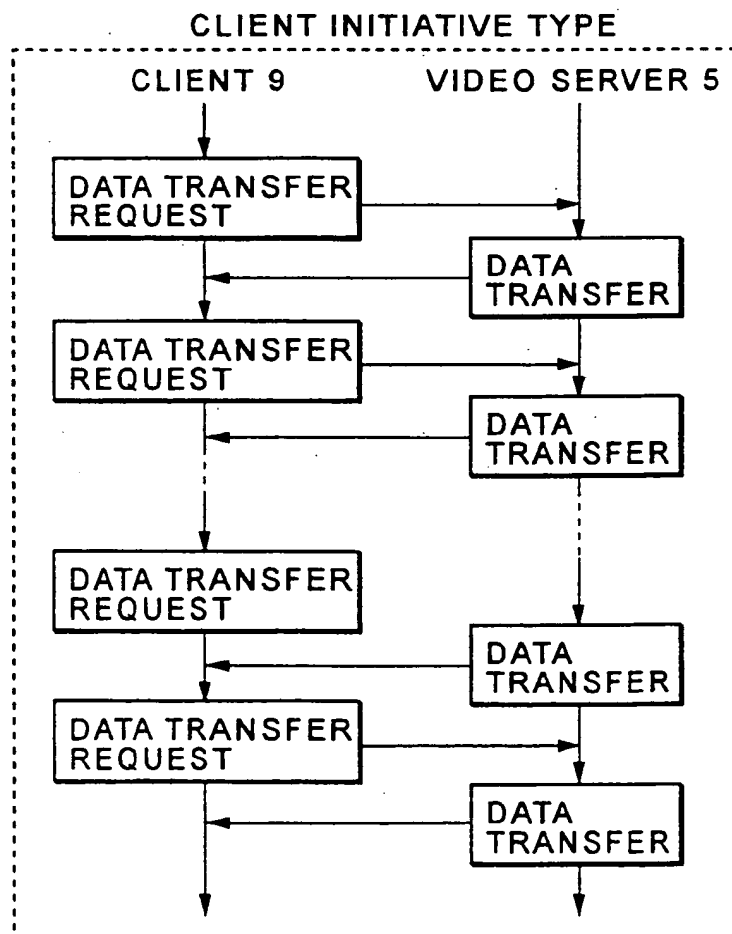 CLIENT INITIATIVE TYPE
CLIENT 9
VIDEO SERVER 5
DATA TRANSFER
REQUEST
DATA
TRANSFER
DATA TRANSFER
REQUEST
DATA
TRANSFER
DATA TRANSFER
REQUEST
DATA
TRANSFER
DATA TRANSFER
REQUEST
DATA
TRANSFER